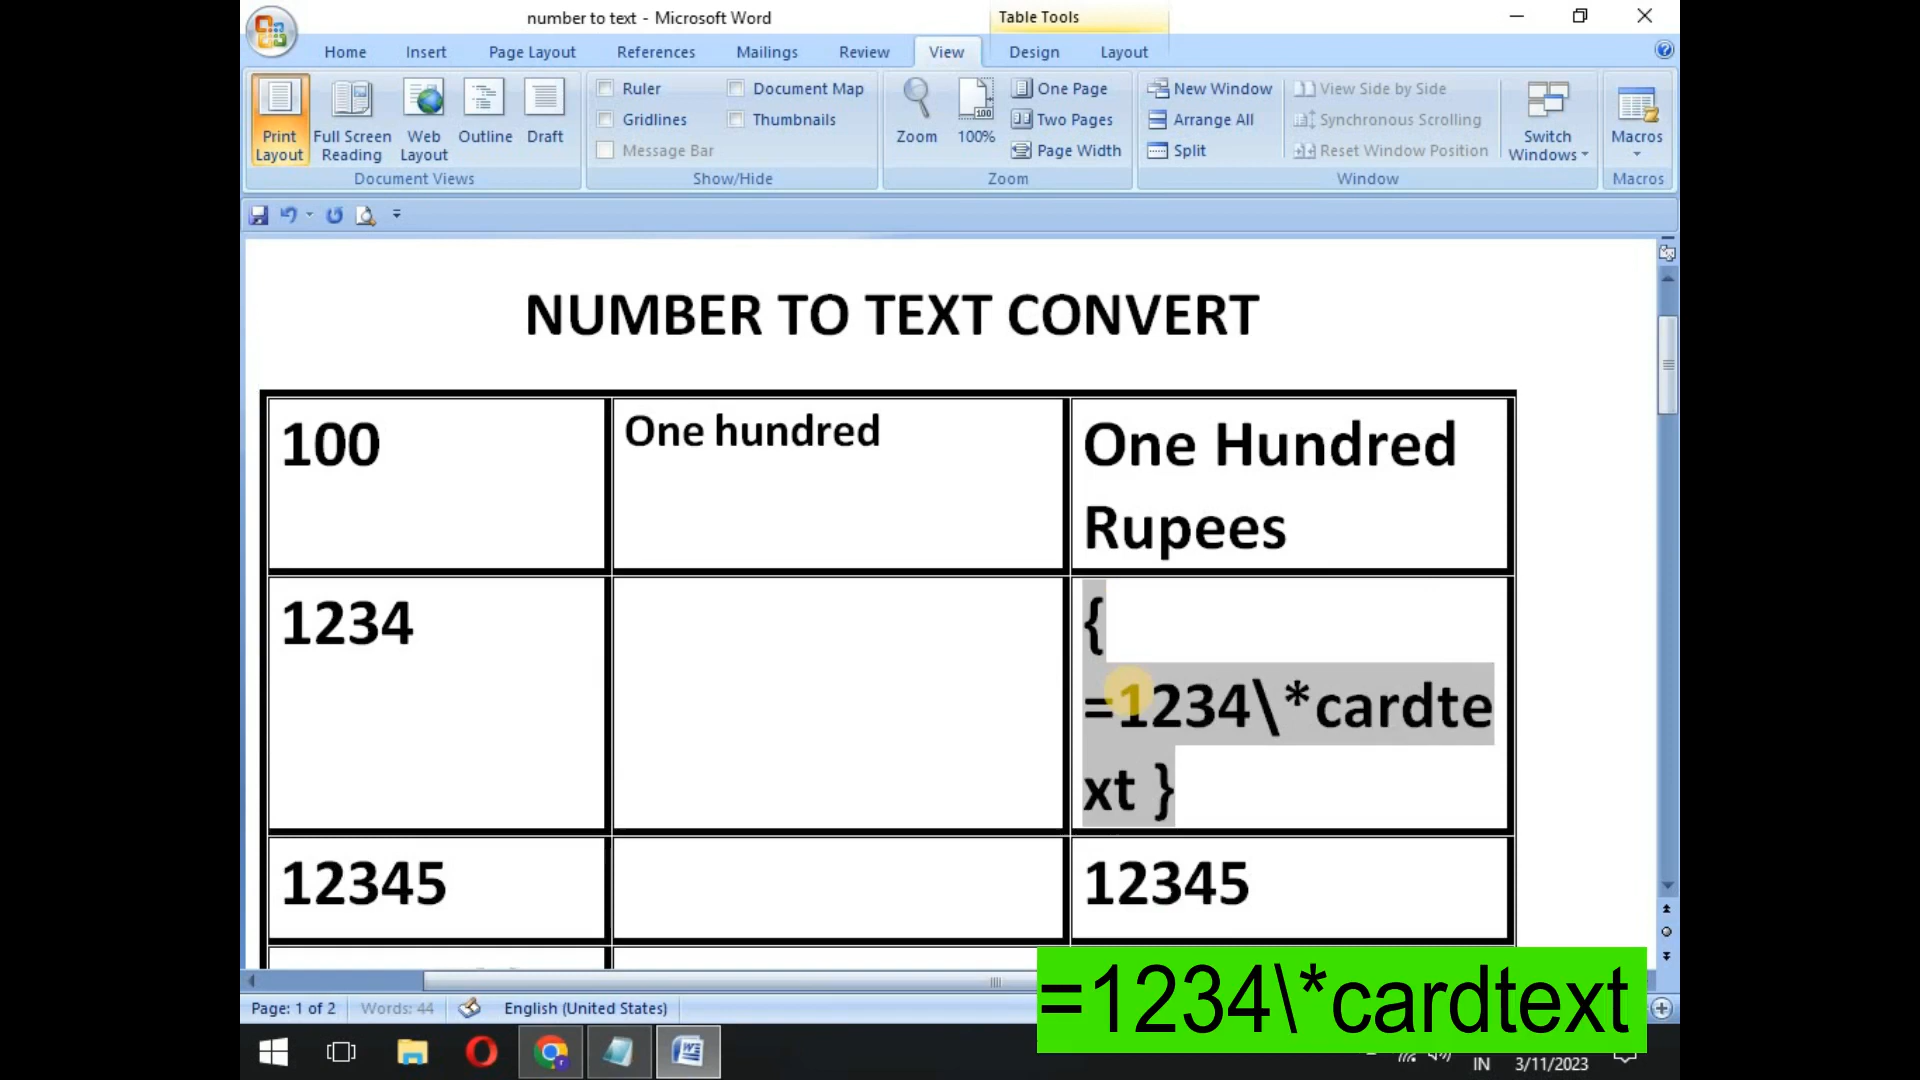 number to text - Microsoft Word
Table Tools
Home Insert Page Layout References Mailings Review View Design Layout
Print Layout
Full Screen Reading
Web Layout
Outline
Draft
Document Views
Ruler
Gridlines
Message Bar
Document Map
Thumbnails
Show/Hide
Zoom
100%
One Page
Two Pages
Page Width
Zoom
New Window
Arrange All
Split
View Side by Side
Synchronous Scrolling
Reset Window Position
Switch Windows
Window
Macros
Macros
NUMBER TO TEXT CONVERT
100
One hundred
One Hundred
Rupees
1234
{
=1234\*cardte
xt }
12345
12345
=1234\*cardtext
Page: 1 of 2
Words: 44
English (United States)
IN
3/11/2023